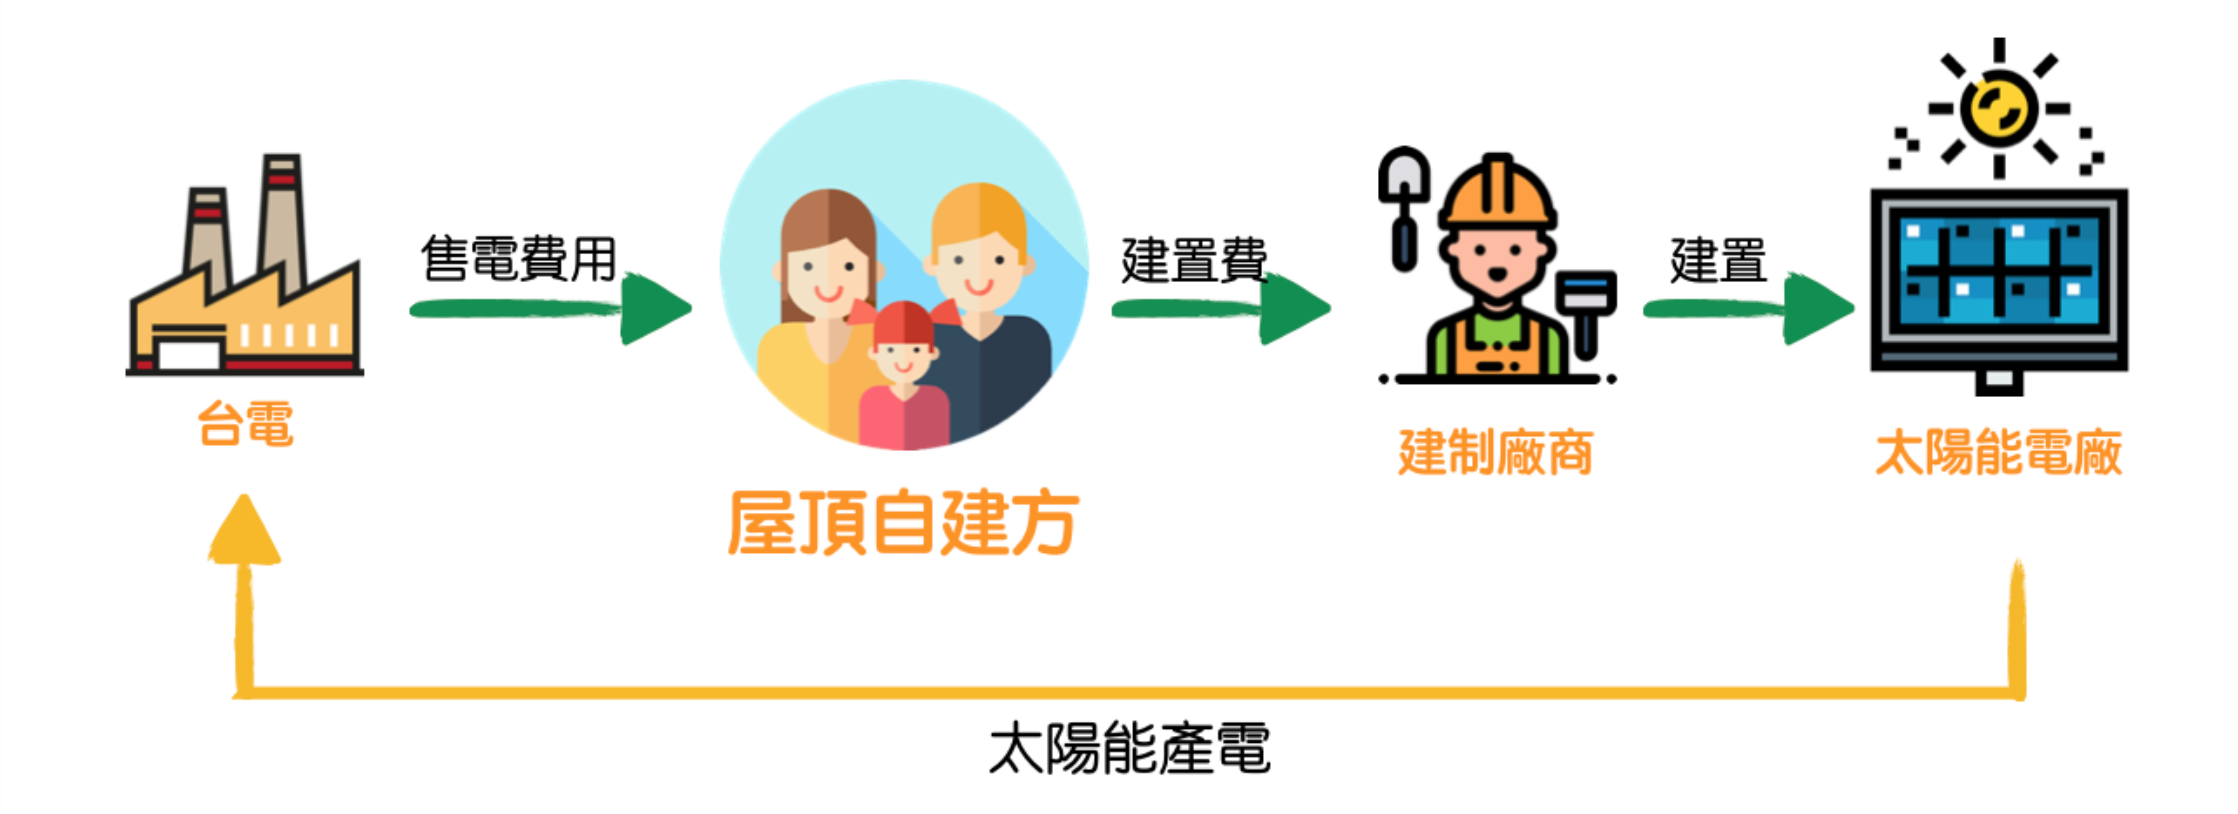 售電費用
建置費
建置
台電
屋頂自建方
建制廠商
太陽能電廠
太陽能產電